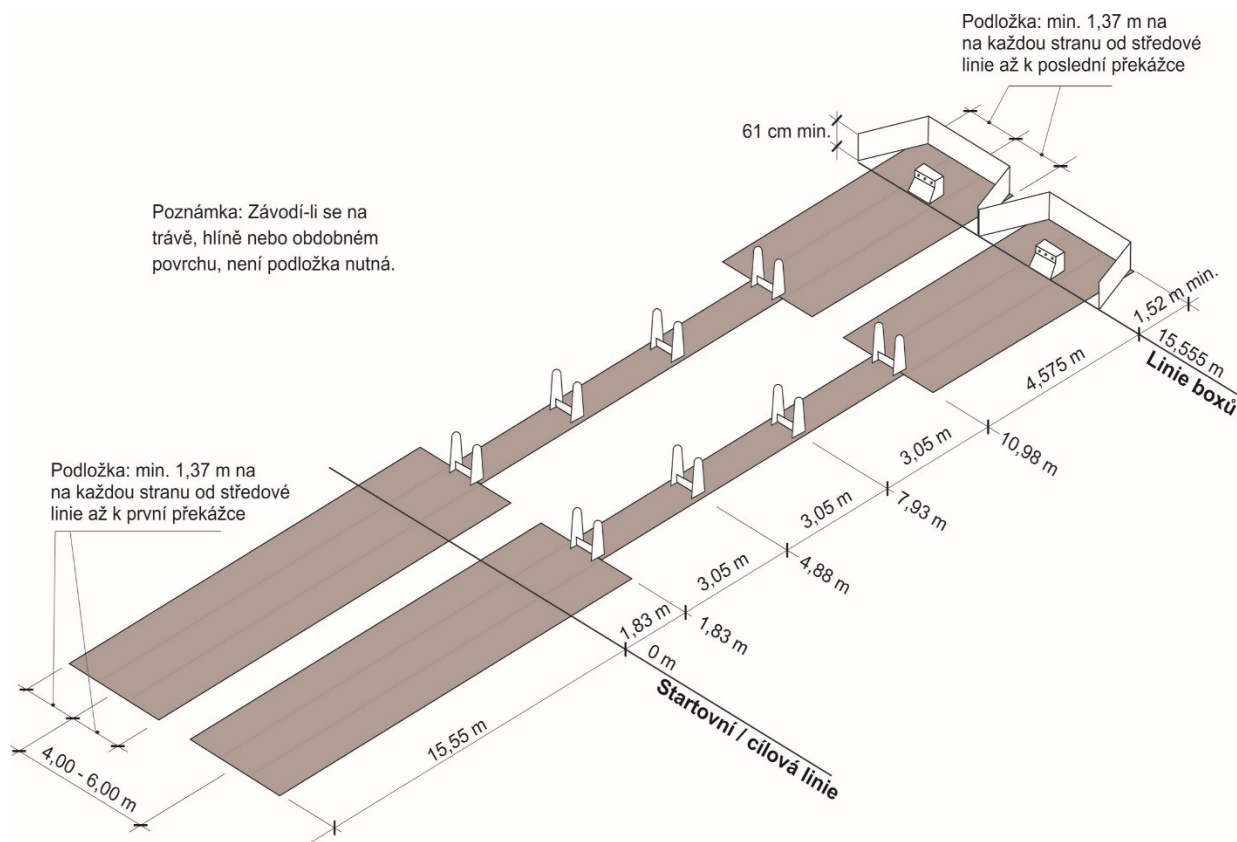 Podložka: min. 1,37 m na
na každou stranu od středové
linie až k poslední překážce
61 cm min.
Poznámka: Závodí-li se na
trávě, hlíně nebo obdobném
povrchu, není podložka nutná.
1,52 m min.
15,555 m
Linie boxů
4,575 m
10,98 m
3,05 m
7,93 m
3,05 m
4,88 m
3,05 m
1,83 m
1,83 m
0 m
Startovní / cílová linie
Podložka: min. 1,37 m na
na každou stranu od středové
linie až k první překážce
15,55 m
4,00 - 6,00 m